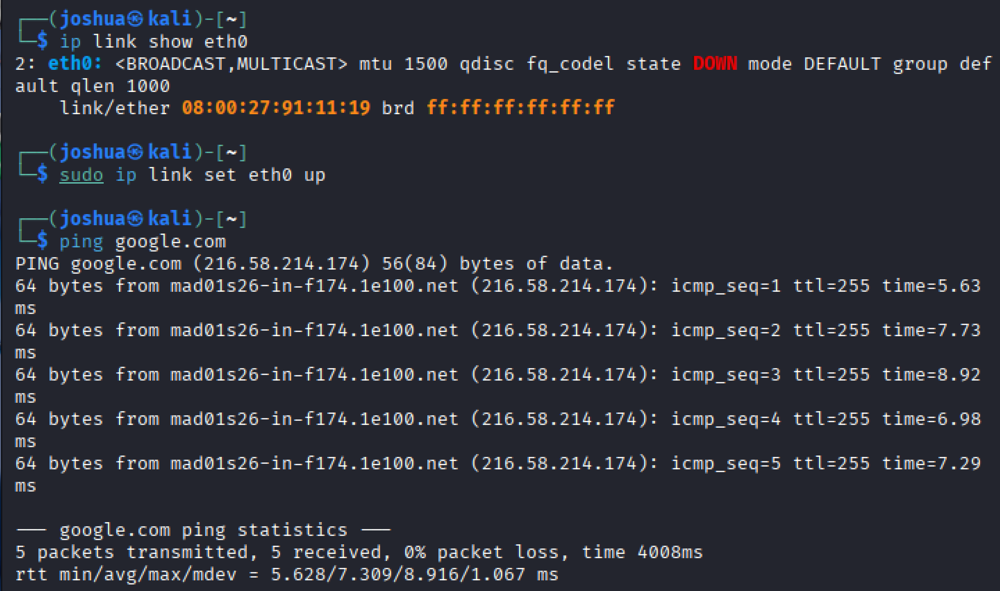 ┌──(joshua㉿kali)-[~]
└─$ ip link show eth0
2: eth0: <BROADCAST,MULTICAST> mtu 1500 qdisc fq_codel state DOWN mode DEFAULT group def
ault qlen 1000
    link/ether 08:00:27:91:11:19 brd ff:ff:ff:ff:ff:ff

┌──(joshua㉿kali)-[~]
└─$ sudo ip link set eth0 up

┌──(joshua㉿kali)-[~]
└─$ ping google.com
PING google.com (216.58.214.174) 56(84) bytes of data.
64 bytes from mad01s26-in-f174.1e100.net (216.58.214.174): icmp_seq=1 ttl=255 time=5.63
ms
64 bytes from mad01s26-in-f174.1e100.net (216.58.214.174): icmp_seq=2 ttl=255 time=7.73
ms
64 bytes from mad01s26-in-f174.1e100.net (216.58.214.174): icmp_seq=3 ttl=255 time=8.92
ms
64 bytes from mad01s26-in-f174.1e100.net (216.58.214.174): icmp_seq=4 ttl=255 time=6.98
ms
64 bytes from mad01s26-in-f174.1e100.net (216.58.214.174): icmp_seq=5 ttl=255 time=7.29
ms

--- google.com ping statistics ---
5 packets transmitted, 5 received, 0% packet loss, time 4008ms
rtt min/avg/max/mdev = 5.628/7.309/8.916/1.067 ms